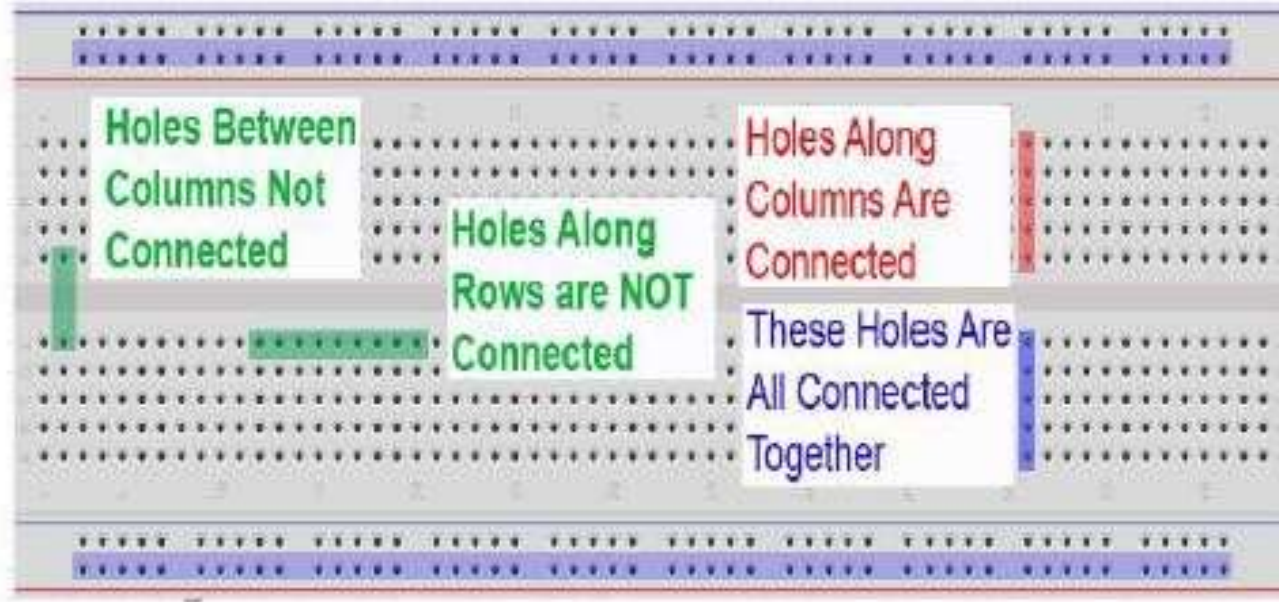 Holes Between
Columns Not
Connected
Holes Along
Rows are NOT
Connected
Holes Along
Columns Are
Connected
These Holes Are
All Connected
Together